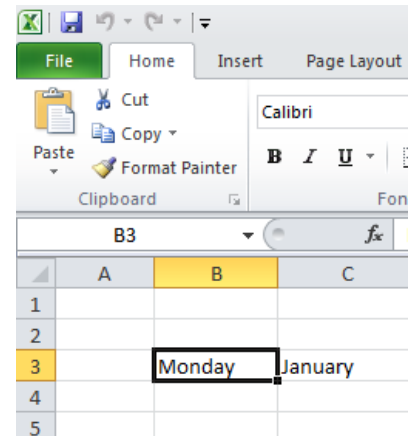 File Home Insert Page Layout
Cut
Copy
Paste
Format Painter
Clipboard
Calibri
B I U
Fon
B3 fx
A B C
1
2
3 Monday January
4
5